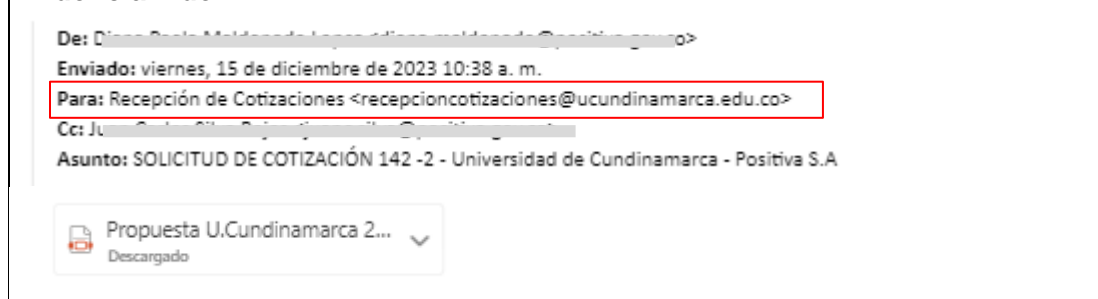 De:
Enviado: viernes, 15 de diciembre de 2023 10:38 a. m.
Para: Recepción de Cotizaciones <recepcioncotizaciones@ucundinamarca.edu.co>
Cc:
Asunto: SOLICITUD DE COTIZACIÓN 142 -2 - Universidad de Cundinamarca - Positiva S.A
Propuesta U.Cundinamarca 2...
Descargado